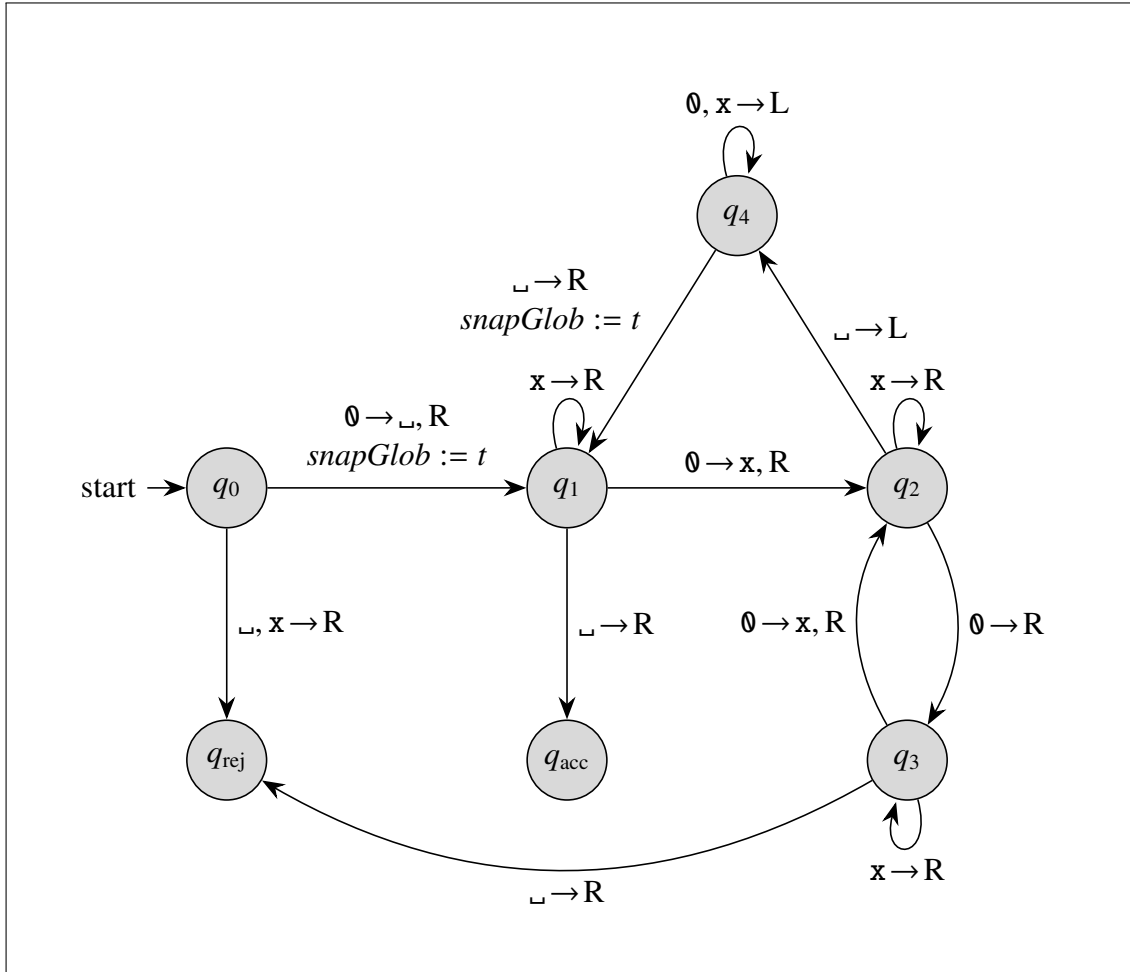 0, x → L
q4
␣ → R
snapGlob := t
␣ → L
x → R
x → R
0 → ␣, R
snapGlob := t
start
q0
q1
0 → x, R
q2
␣, x → R
␣ → R
0 → x, R
0 → R
qrej
qacc
q3
x → R
␣ → R